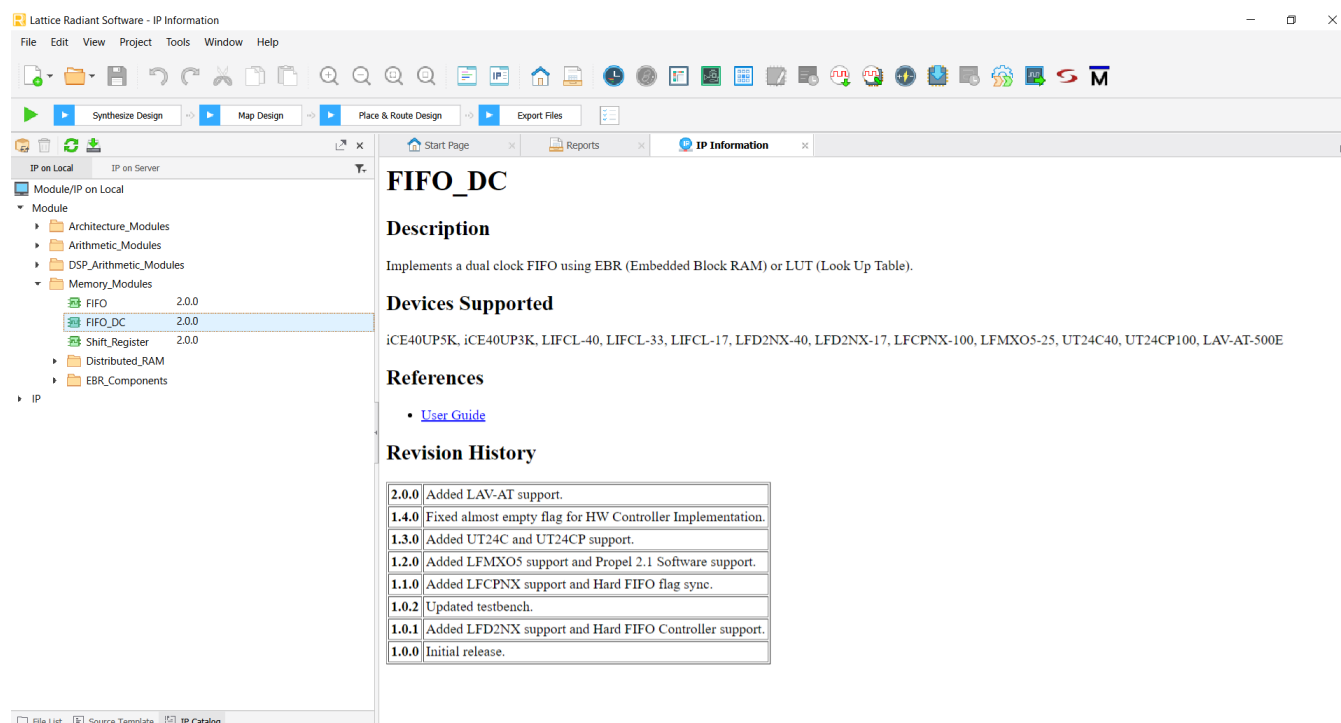 Lattice Radiant Software - IP Information
File Edit View Project Tools Window Help
IP
M
Synthesize Design
Map Design
Place & Route Design
Export Files
Start Page
Reports
IP Information
IP on Local
IP on Server
Module/IP on Local
Module
Architecture_Modules
Arithmetic_Modules
DSP_Arithmetic_Modules
Memory_Modules
FIFO 2.0.0
FIFO_DC 2.0.0
Shift_Register 2.0.0
Distributed_RAM
EBR_Components
IP
File List
Source Template
IP Catalog
FIFO_DC
Description
Implements a dual clock FIFO using EBR (Embedded Block RAM) or LUT (Look Up Table).
Devices Supported
iCE40UP5K, iCE40UP3K, LIFCL-40, LIFCL-33, LIFCL-17, LFD2NX-40, LFD2NX-17, LFCPNX-100, LFMXO5-25, UT24C40, UT24CP100, LAV-AT-500E
References
• User Guide
Revision History
2.0.0 Added LAV-AT support.
1.4.0 Fixed almost empty flag for HW Controller Implementation.
1.3.0 Added UT24C and UT24CP support.
1.2.0 Added LFMXO5 support and Propel 2.1 Software support.
1.1.0 Added LFCPNX support and Hard FIFO flag sync.
1.0.2 Updated testbench.
1.0.1 Added LFD2NX support and Hard FIFO Controller support.
1.0.0 Initial release.